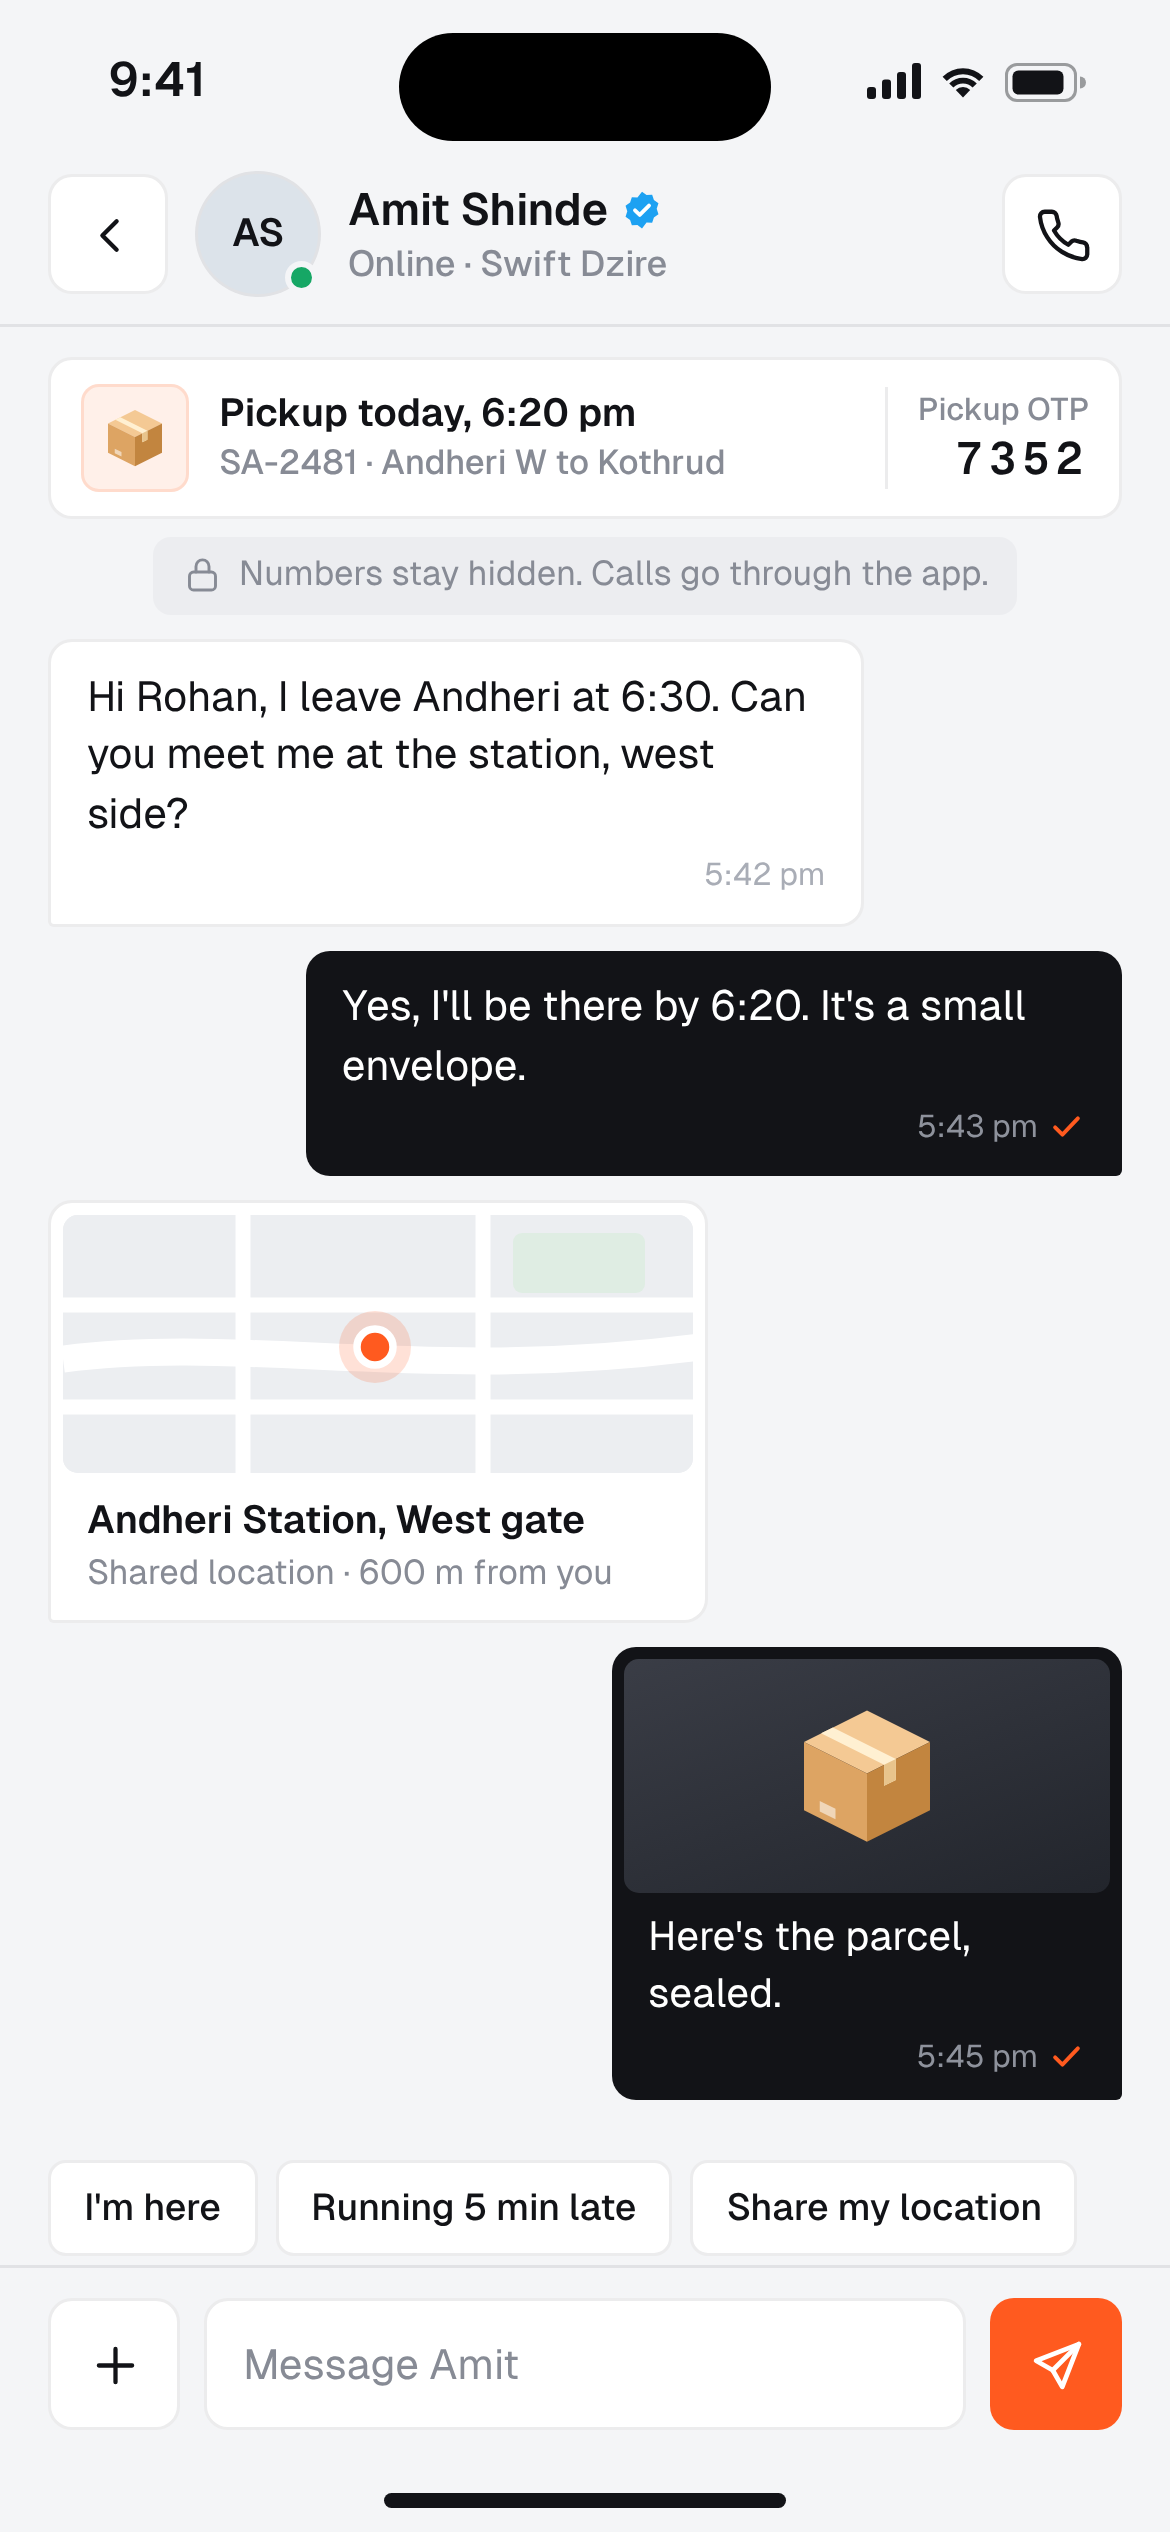 9:41
AS
Amit Shinde
Online · Swift Dzire
Pickup today, 6:20 pm
SA-2481 · Andheri W to Kothrud
Pickup OTP
7352
Numbers stay hidden. Calls go through the app.
Hi Rohan, I leave Andheri at 6:30. Can
you meet me at the station, west
side?
5:42 pm
Yes, I'll be there by 6:20. It's a small
envelope.
5:43 pm
Andheri Station, West gate
Shared location · 600 m from you
Here's the parcel,
sealed.
5:45 pm
I'm here
Running 5 min late
Share my location
Message Amit